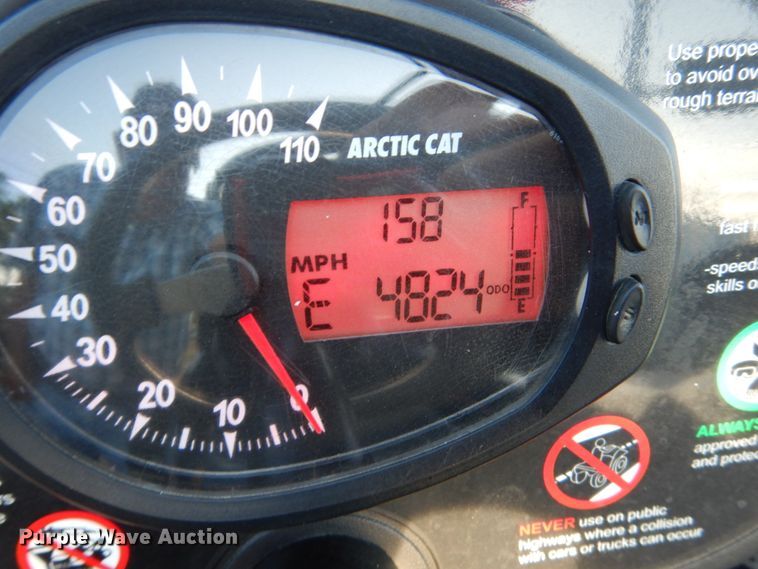 Use prope
to avoid ov
rough terra
110
100
90
80
70
60
50
40
30
20
10
0
ARCTIC CAT
158
F
MPH
E 4824 ODO
E
fast
-speeds
skills o
ALWAYS
approved
and prote
NEVER use on public
highways where a collision
with cars or trucks can occur
Purple Wave Auction